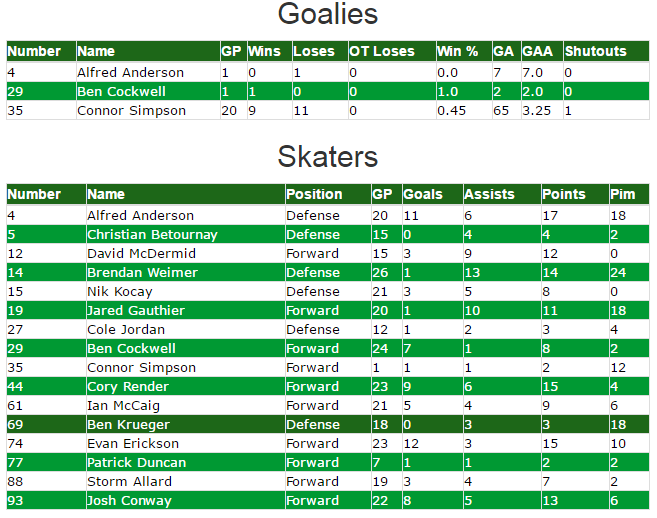 Goalies
Number Name GP Wins Loses OT Loses Win % GA GAA Shutouts
4 Alfred Anderson 1 0 1 0 0.0 7 7.0 0
29 Ben Cockwell 1 1 0 0 1.0 2 2.0 0
35 Connor Simpson 20 9 11 0 0.45 65 3.25 1
Skaters
Number Name Position GP Goals Assists Points Pim
4 Alfred Anderson Defense 20 11 6 17 18
5 Christian Betournay Defense 15 0 4 4 2
12 David McDermid Forward 15 3 9 12 0
14 Brendan Weimer Defense 26 1 13 14 24
15 Nik Kocay Defense 21 3 5 8 0
19 Jared Gauthier Forward 20 1 10 11 18
27 Cole Jordan Defense 12 1 2 3 4
29 Ben Cockwell Forward 24 7 1 8 2
35 Connor Simpson Forward 1 1 1 2 12
44 Cory Render Forward 23 9 6 15 4
61 Ian McCaig Forward 21 5 4 9 6
69 Ben Krueger Defense 18 0 3 3 18
74 Evan Erickson Forward 23 12 3 15 10
77 Patrick Duncan Forward 7 1 1 2 2
88 Storm Allard Forward 19 3 4 7 2
93 Josh Conway Forward 22 8 5 13 6